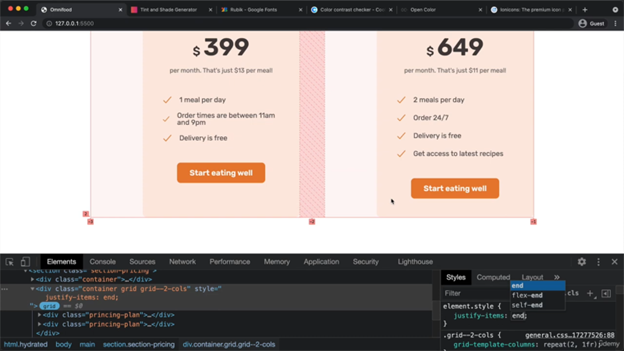 Omnifood
Tint and Shade Generator
Rubik - Google Fonts
Color contrast checker - Co
Open Color
Ionicons: The premium icon
127.0.0.1:5500
Guest
$ 399
per month. That's just $13 per meal!
1 meal per day
Order times are between 11am
and 9pm
Delivery is free
Start eating well
$ 649
per month. That's just $11 per meal!
2 meals per day
Order 24/7
Delivery is free
Get access to latest recipes
Start eating well
Elements Console Sources Network Performance Memory Application Security Lighthouse
<section class="section-pricing">
<div class="container">…</div>
<div class="container grid grid--2-cols" style="
justify-items: end;
"> grid == $0
<div class="princing-plan">…</div>
<div class="princing-plan">…</div>
html.hydrated body main section.section-pricing div.container.grid.grid--2-cols
Styles Computed Layout »
end
flex-end
self-end
Filter
.cls
element.style {
justify-items: end;
}
.grid--2-cols { general.css…17277526:88
grid-template-columns: repeat(2, 1fr);
udemy